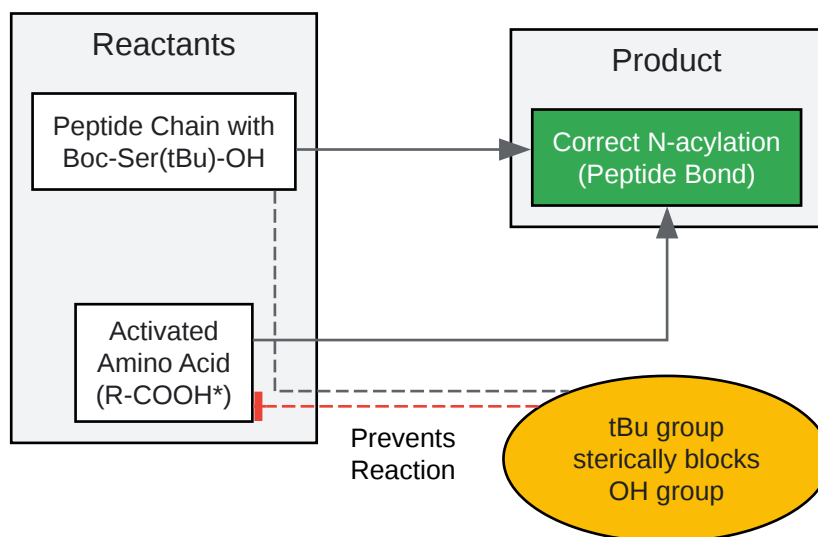 Reactants
Peptide Chain with
Boc-Ser(tBu)-OH
Activated
Amino Acid
(R-COOH*)
Product
Correct N-acylation
(Peptide Bond)
Prevents
Reaction
tBu group
sterically blocks
OH group